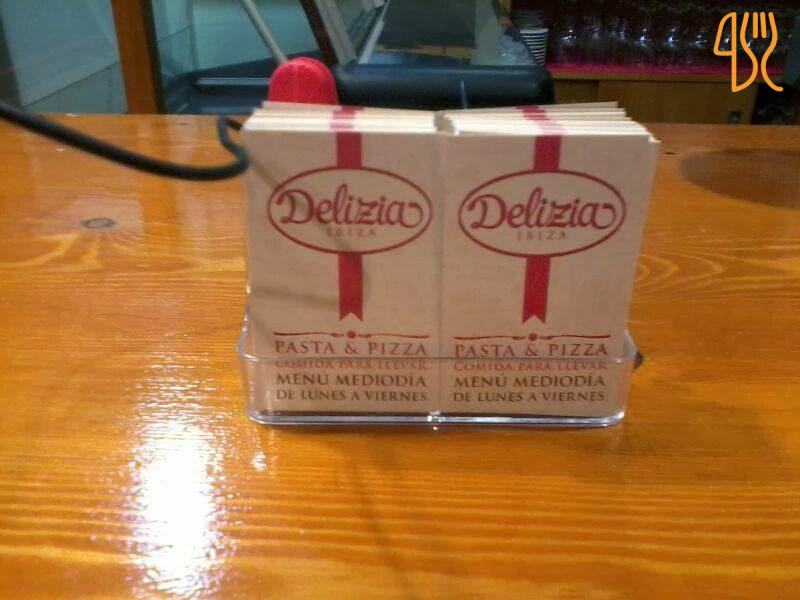 Delizia
IBIZA
PASTA & PIZZA
COMIDA PARA LLEVAR
MENÚ MEDIODÍA
DE LUNES A VIERNES
Delizia
IBIZA
PASTA & PIZZA
COMIDA PARA LLEVAR
MENÚ MEDIODÍA
DE LUNES A VIERNES